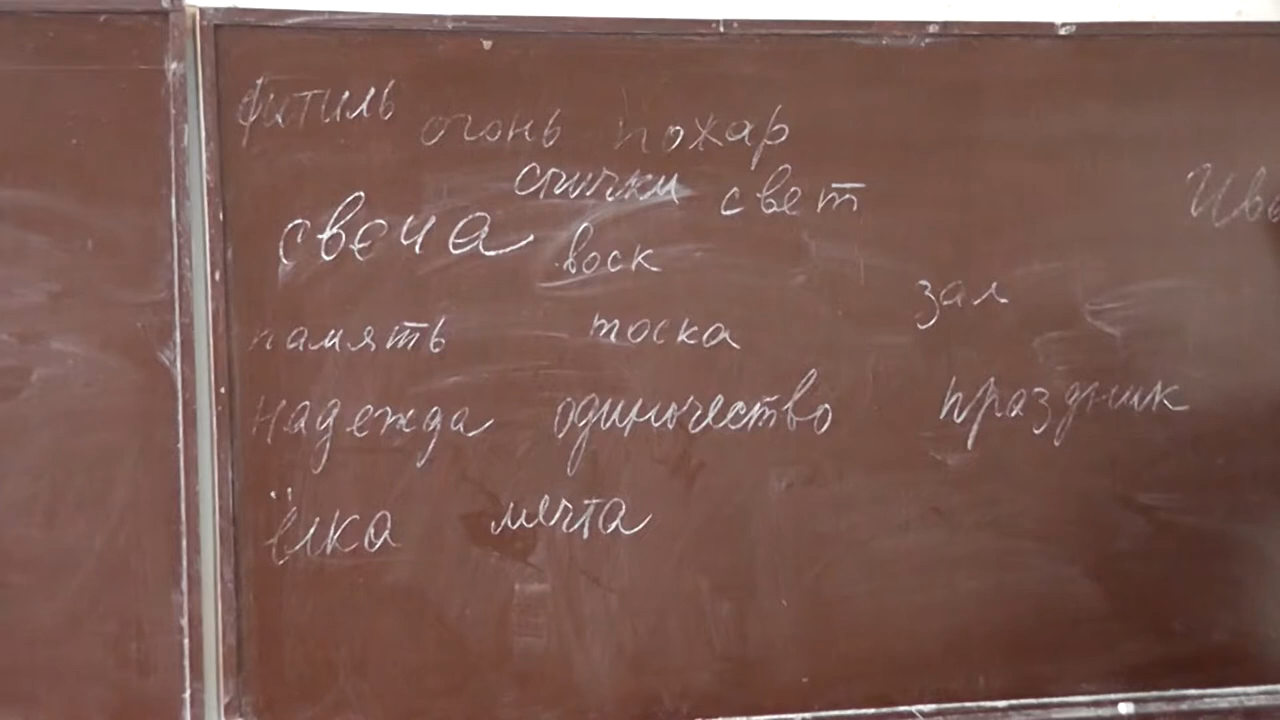 фитиль огонь пожар
спички свет
свеча воск
зал
память тоска
надежда одиночество праздник
ёлка мечта